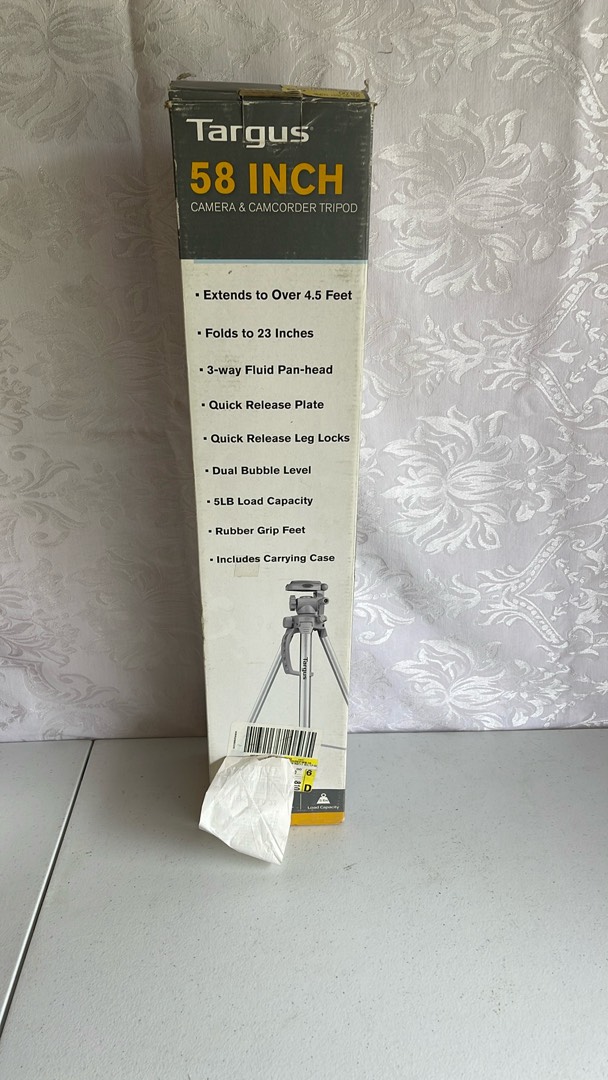 Targus
58 INCH
CAMERA & CAMCORDER TRIPOD
▪ Extends to Over 4.5 Feet
▪ Folds to 23 Inches
▪ 3-way Fluid Pan-head
▪ Quick Release Plate
▪ Quick Release Leg Locks
▪ Dual Bubble Level
▪ 5LB Load Capacity
▪ Rubber Grip Feet
▪ Includes Carrying Case
Targus
6
D
Load Capacity